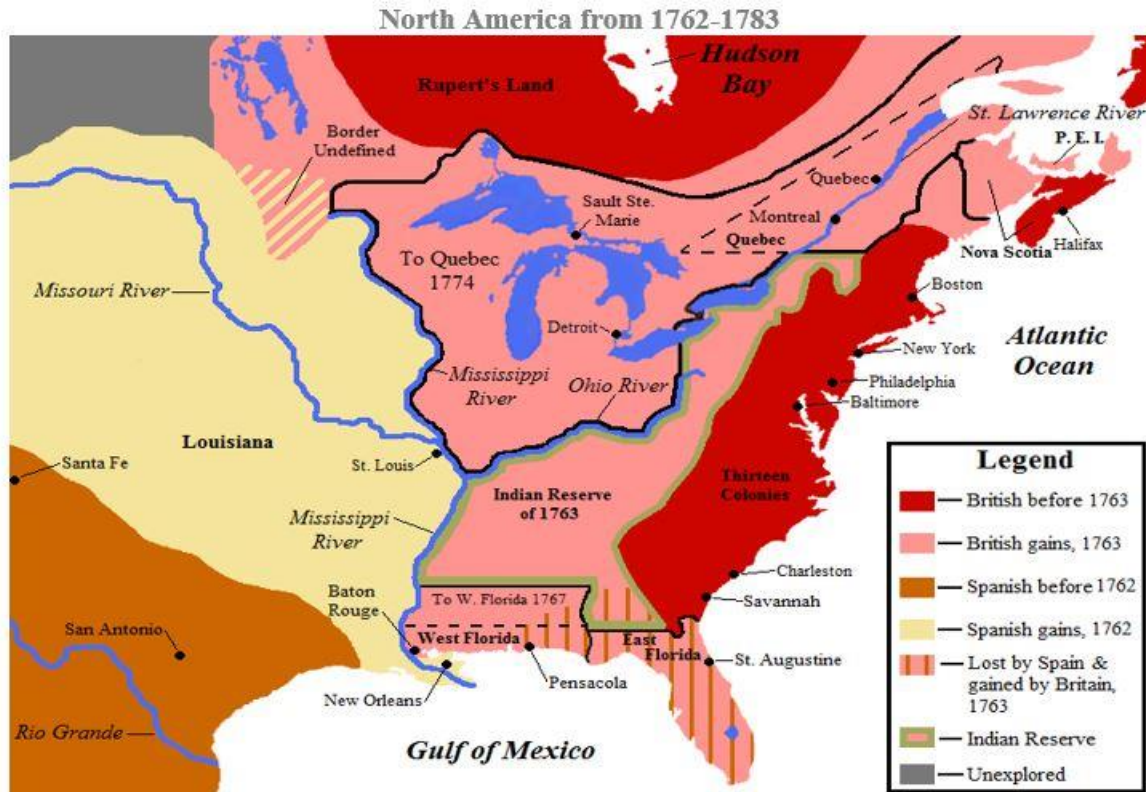 North America from 1762-1783
Hudson
Bay
Rupert's Land
St. Lawrence River
Border
Undefined
P. E. I.
Quebec
Sault Ste.
Marie
Montreal
Quebec
Halifax
Nova Scotia
To Quebec
1774
Missouri River
Boston
Detroit
Atlantic
Ocean
New York
Mississippi
River
Ohio River
Philadelphia
Baltimore
Louisiana
Santa Fe
St. Louis
Thirteen
Colonies
Indian Reserve
of 1763
Mississippi
River
Charleston
Baton
Rouge
To W. Florida 1767
Savannah
San Antonio
West Florida
East
Florida
St. Augustine
New Orleans
Pensacola
Rio Grande
Gulf of Mexico
Legend
British before 1763
British gains, 1763
Spanish before 1762
Spanish gains, 1762
Lost by Spain &
gained by Britain,
1763
Indian Reserve
Unexplored